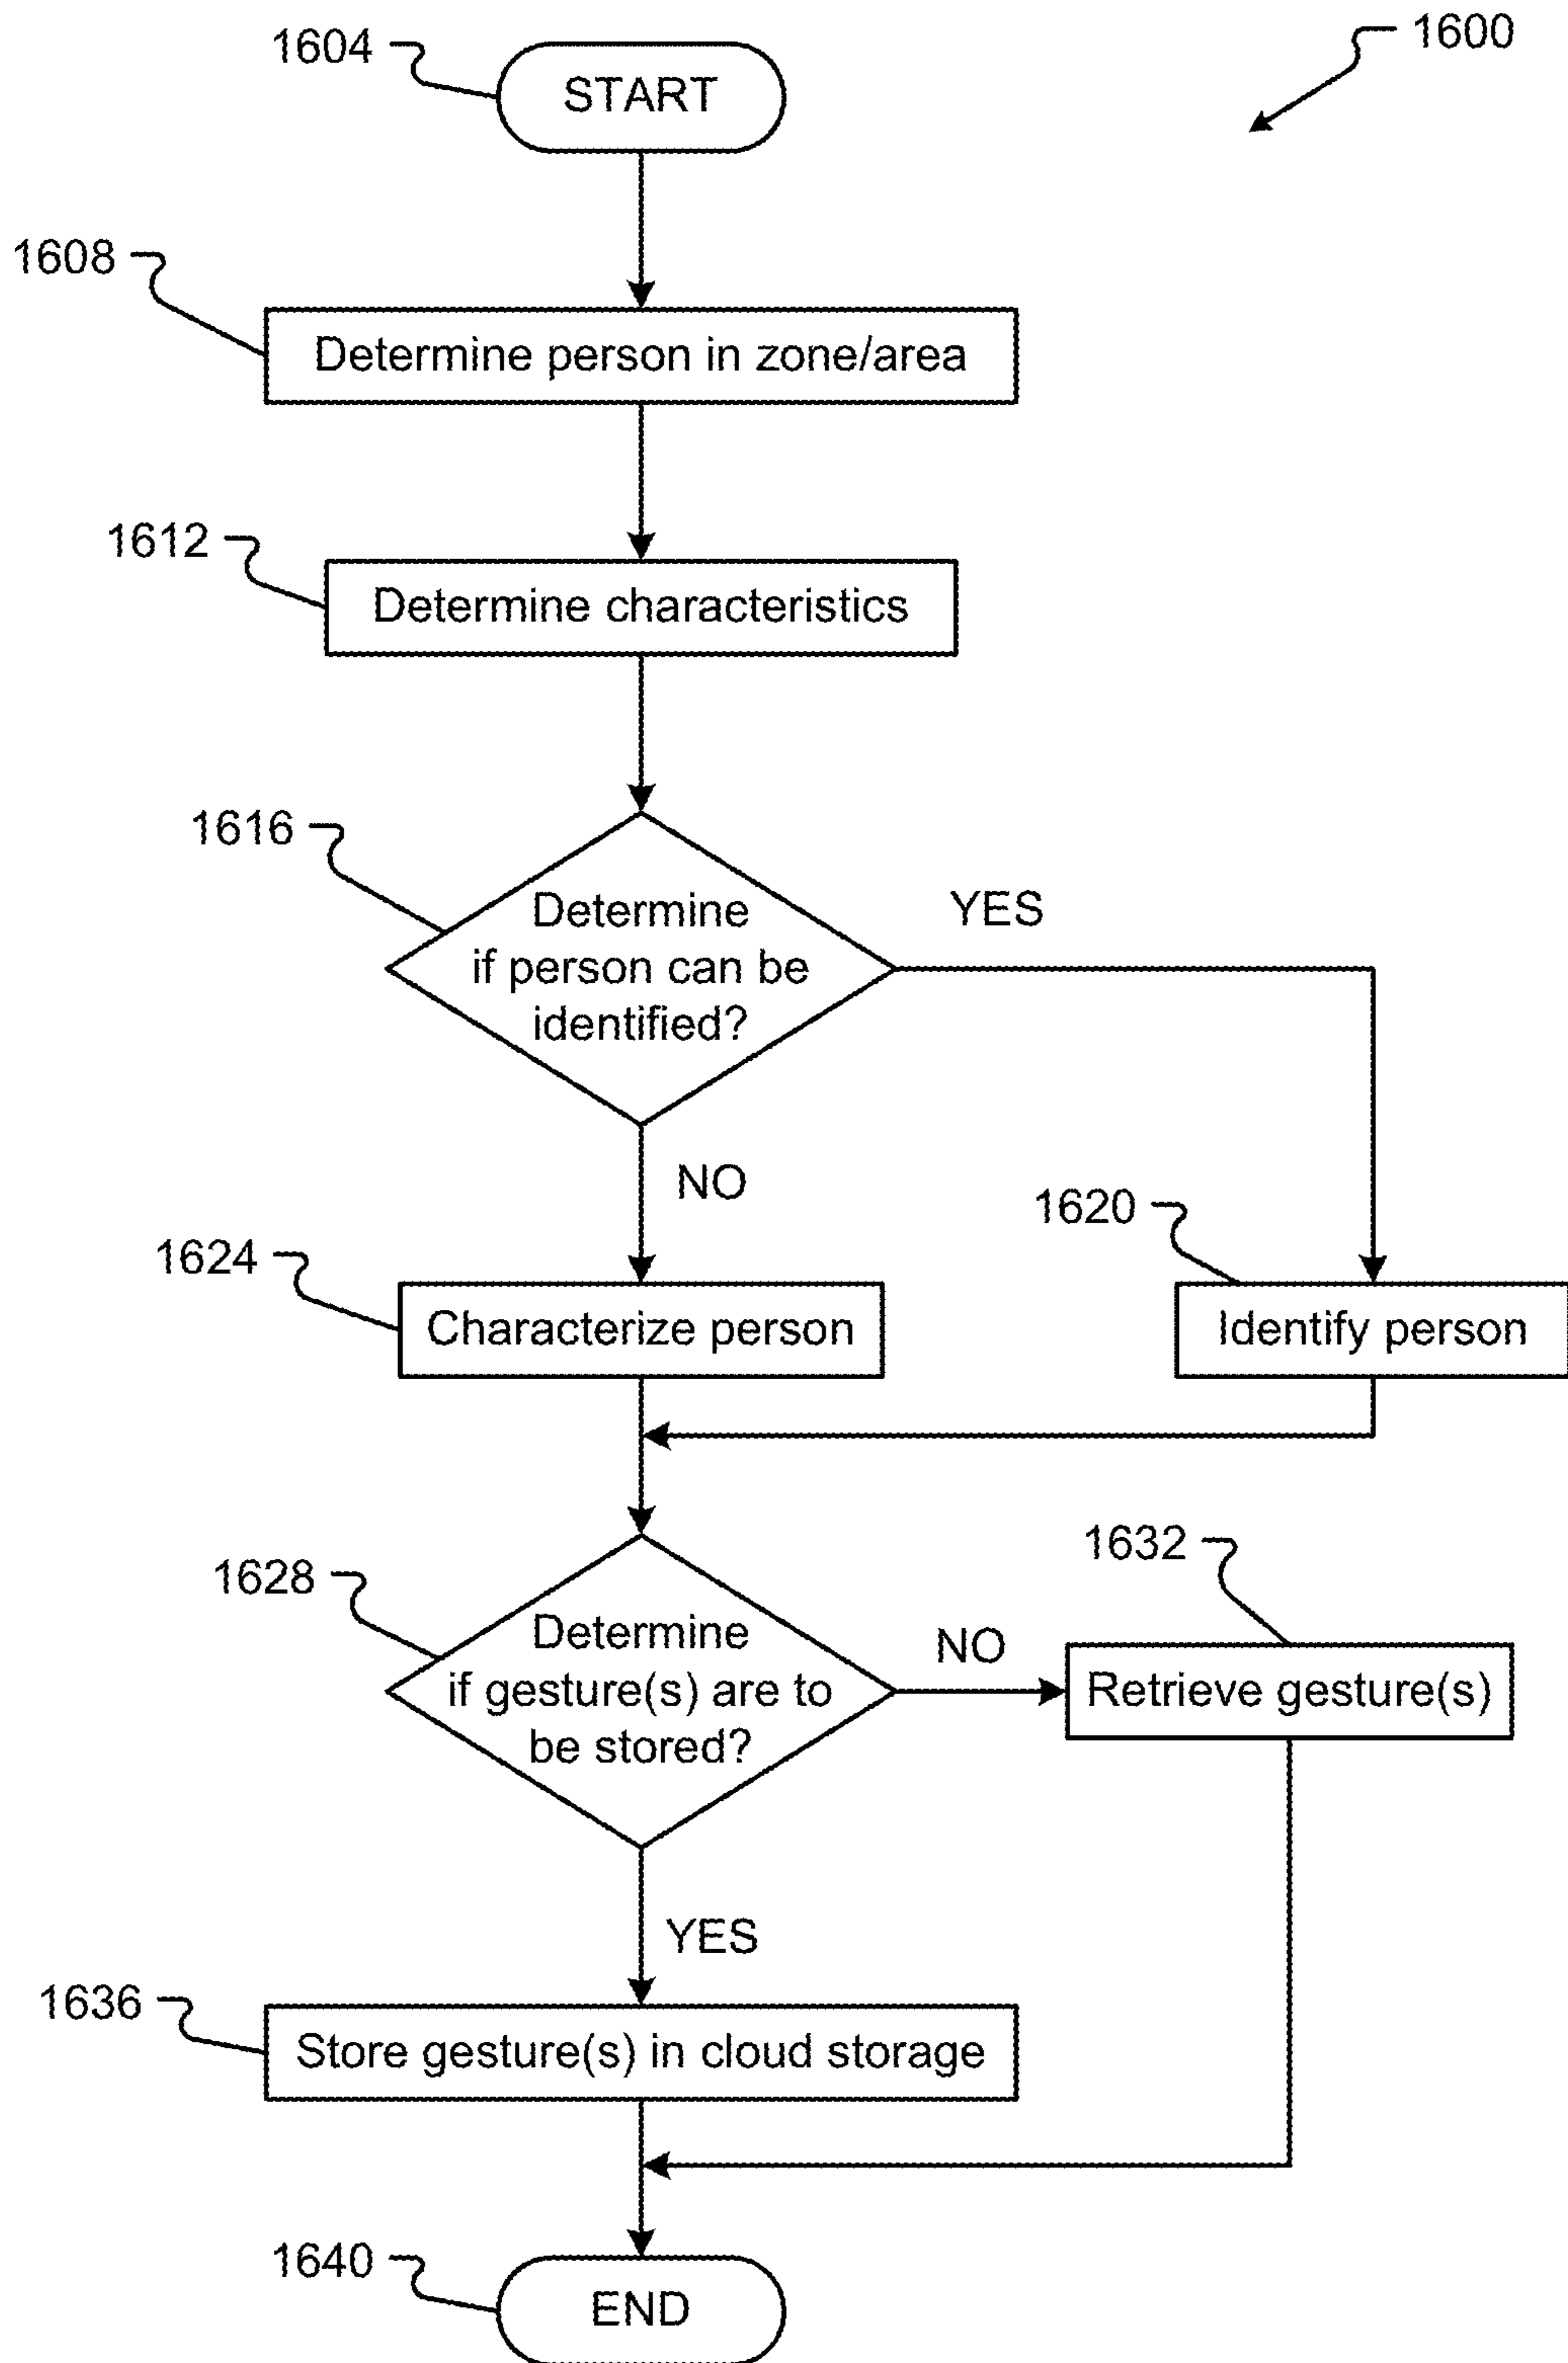 1600
1604
START
1608
Determine person in zone/area
1612
Determine characteristics
1616
Determine
if person can be
identified?
YES
NO
1620
1624
Characterize person
Identify person
1628
1632
Determine
if gesture(s) are to
be stored?
NO
Retrieve gesture(s)
YES
1636
Store gesture(s) in cloud storage
1640
END